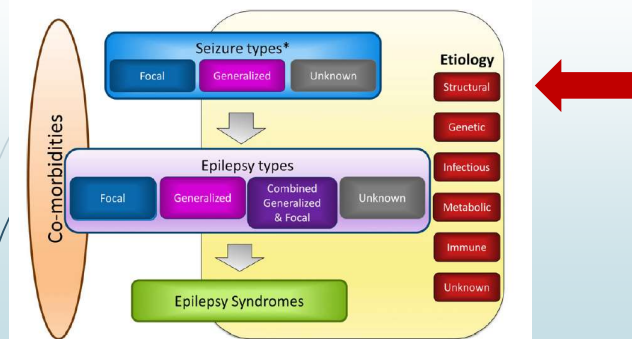 Seizure types*
Focal
Generalized
Unknown
Etiology
Structural
Genetic
Infectious
Metabolic
Immune
Unknown
Co-morbidities
Epilepsy types
Focal
Generalized
Combined
Generalized
& Focal
Unknown
Epilepsy Syndromes